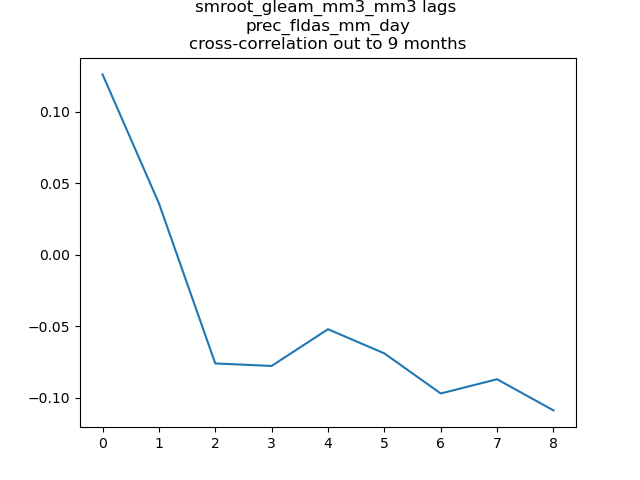 smroot_gleam_mm3_mm3 lags
prec_fldas_mm_day
cross-correlation out to 9 months
0.10
0.05
0.00
−0.05
−0.10
0 1 2 3 4 5 6 7 8